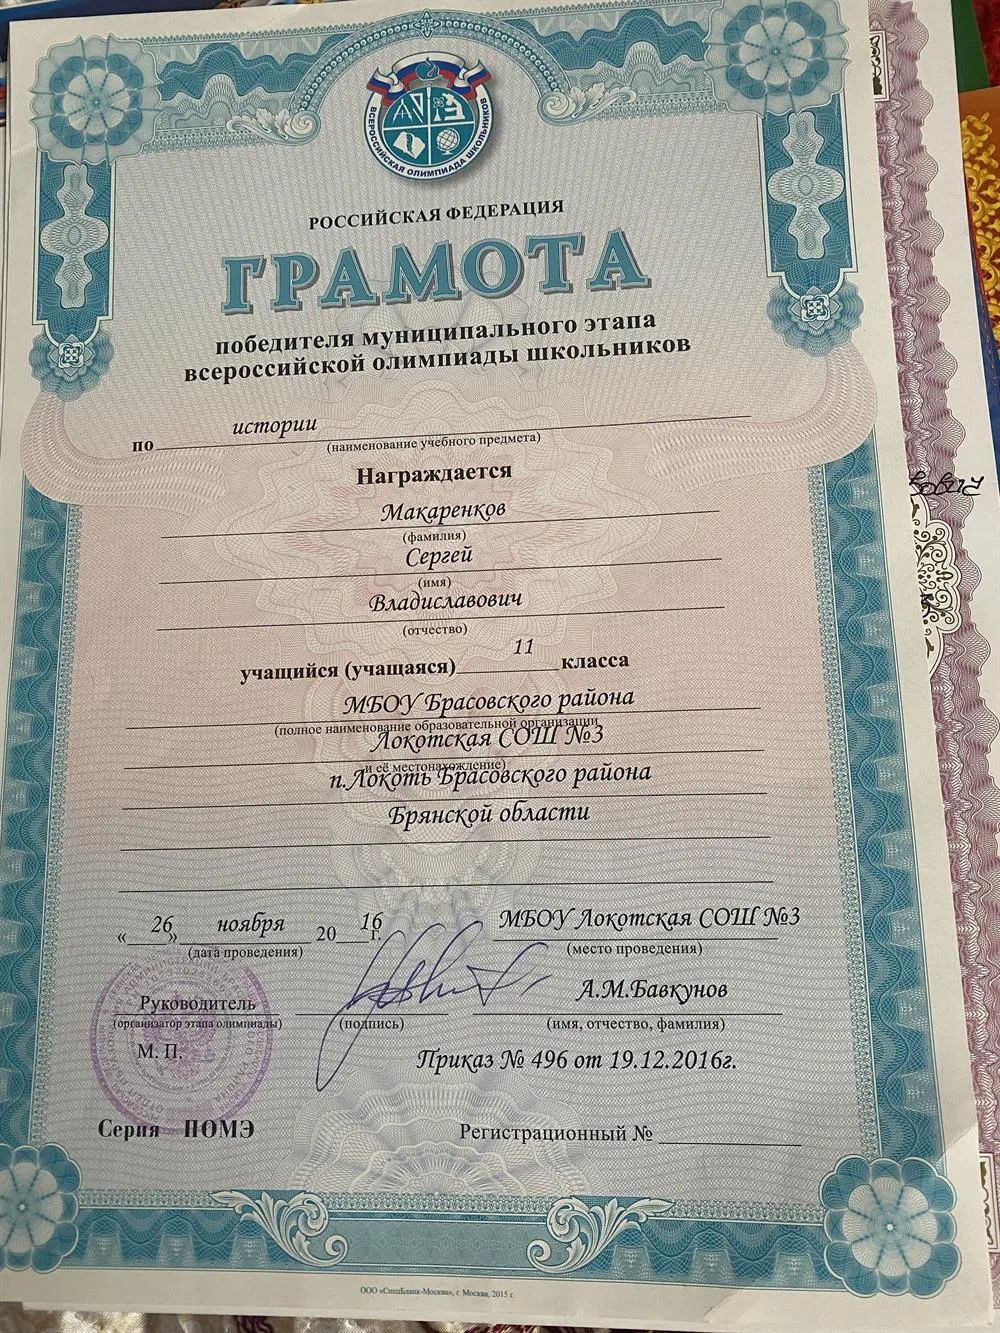 ВСЕРОССИЙСКАЯ ОЛИМПИАДА ШКОЛЬНИКОВ
РОССИЙСКАЯ ФЕДЕРАЦИЯ
ГРАМОТА
победителя муниципального этапа
всероссийской олимпиады школьников
по истории
(наименование учебного предмета)
Награждается
Макаренков
(фамилия)
Сергей
(имя)
Владиславович
(отчество)
учащийся (учащаяся) 11 класса
МБОУ Брасовского района
(полное наименование образовательной организации
Локотская СОШ №3
и её местонахождение)
п.Локоть Брасовского района
Брянской области
«26» ноября 2016 г.
(дата проведения)
МБОУ Локотская СОШ №3
(место проведения)
Руководитель
(организатор этапа олимпиады)
(подпись)
А.М.Бавкунов
(имя, отчество, фамилия)
М. П.
Приказ № 496 от 19.12.2016г.
Серия ПОМЭ
Регистрационный №
ООО «СпецБланк-Москва», г. Москва, 2015 г.